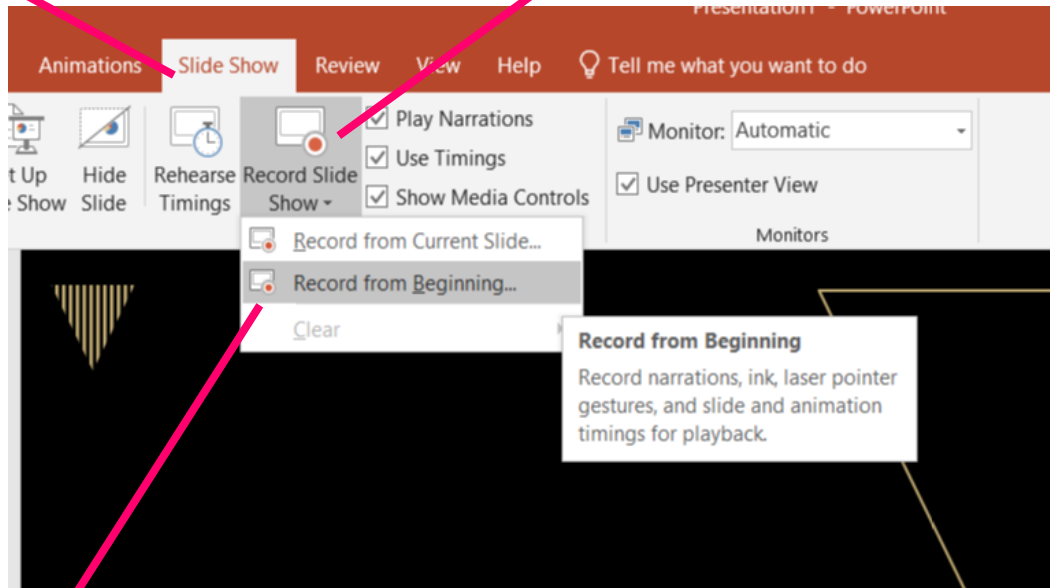 Presentation1 - PowerPoint
Animations Slide Show Review View Help Tell me what you want to do
Play Narrations
Monitor: Automatic
Use Timings
t Up Hide Rehearse Record Slide
Use Presenter View
Show Slide Timings Show
Show Media Controls
Monitors
Record from Current Slide...
Record from Beginning...
Clear
Record from Beginning
Record narrations, ink, laser pointer
gestures, and slide and animation
timings for playback.